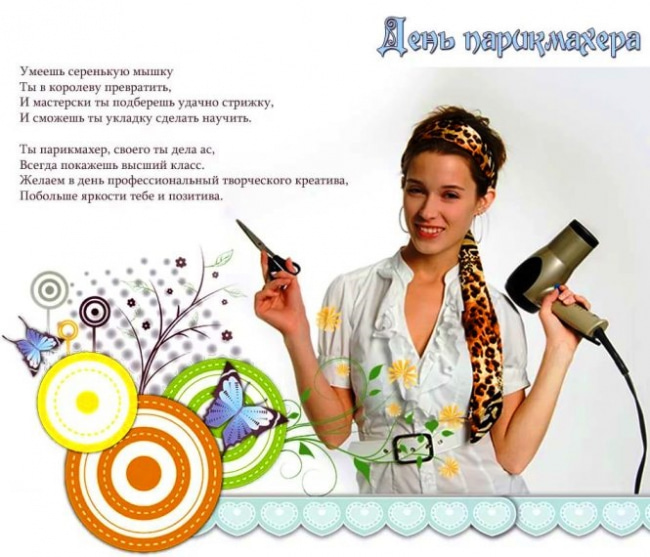 День парикмахера
Умеешь серенькую мышку
Ты в королеву превратить,
И мастерски ты подберешь удачно стрижку,
И сможешь ты укладку сделать научить.
Ты парикмахер, своего ты дела ас,
Всегда покажешь высший класс.
Желаем в день профессиональный творческого креатива,
Побольше яркости тебе и позитива.